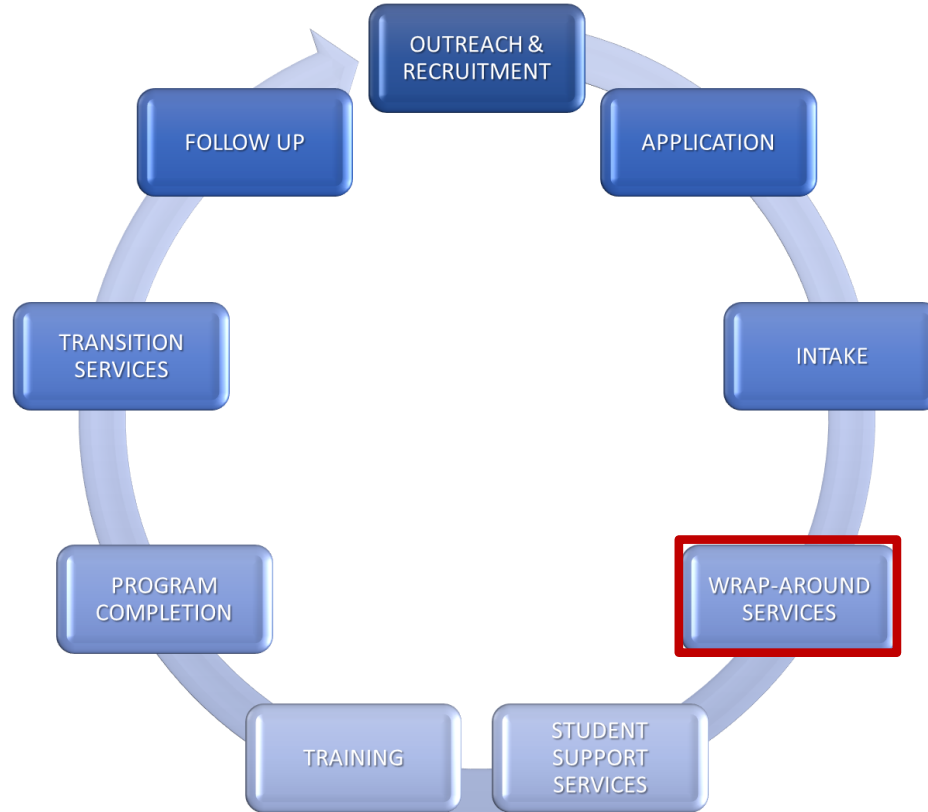 OUTREACH &
RECRUITMENT
APPLICATION
INTAKE
WRAP-AROUND
SERVICES
STUDENT
SUPPORT
SERVICES
TRAINING
PROGRAM
COMPLETION
TRANSITION
SERVICES
FOLLOW UP